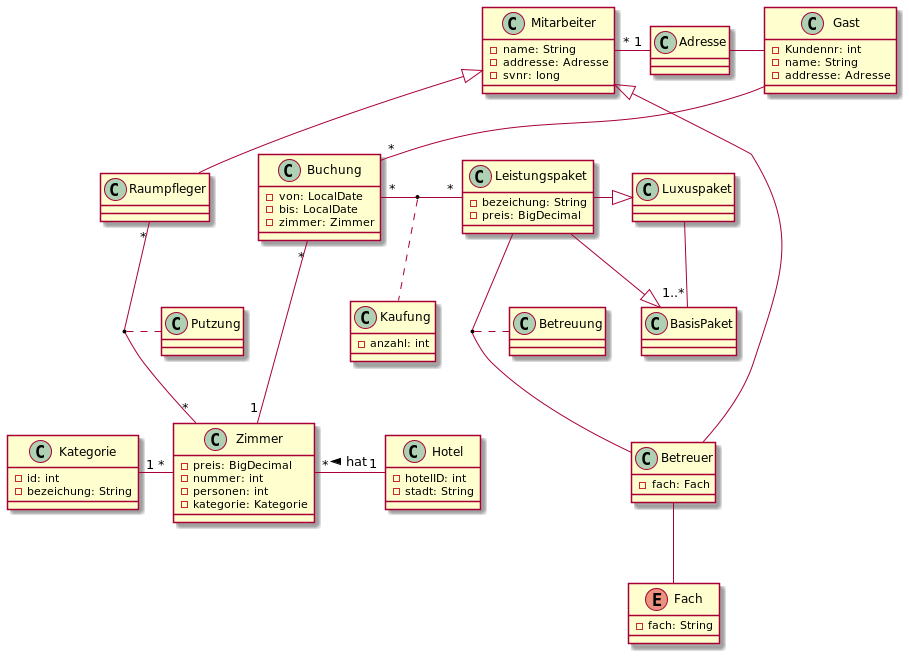 C Mitarbeiter
name: String
addresse: Adresse
svnr: long
* 1
C Adresse
C Gast
Kundennr: int
name: String
addresse: Adresse
C Raumpfleger
*
C Buchung
von: LocalDate
bis: LocalDate
zimmer: Zimmer
*
* *
*
C Leistungspaket
bezeichung: String
preis: BigDecimal
C Luxuspaket
1..*
C Putzung
*
C Kaufung
anzahl: int
C Betreuung
C BasisPaket
C Kategorie
id: int
bezeichung: String
1 *
1
C Zimmer
preis: BigDecimal
nummer: int
personen: int
kategorie: Kategorie
* hat 1
C Hotel
hotelID: int
stadt: String
C Betreuer
fach: Fach
E Fach
fach: String